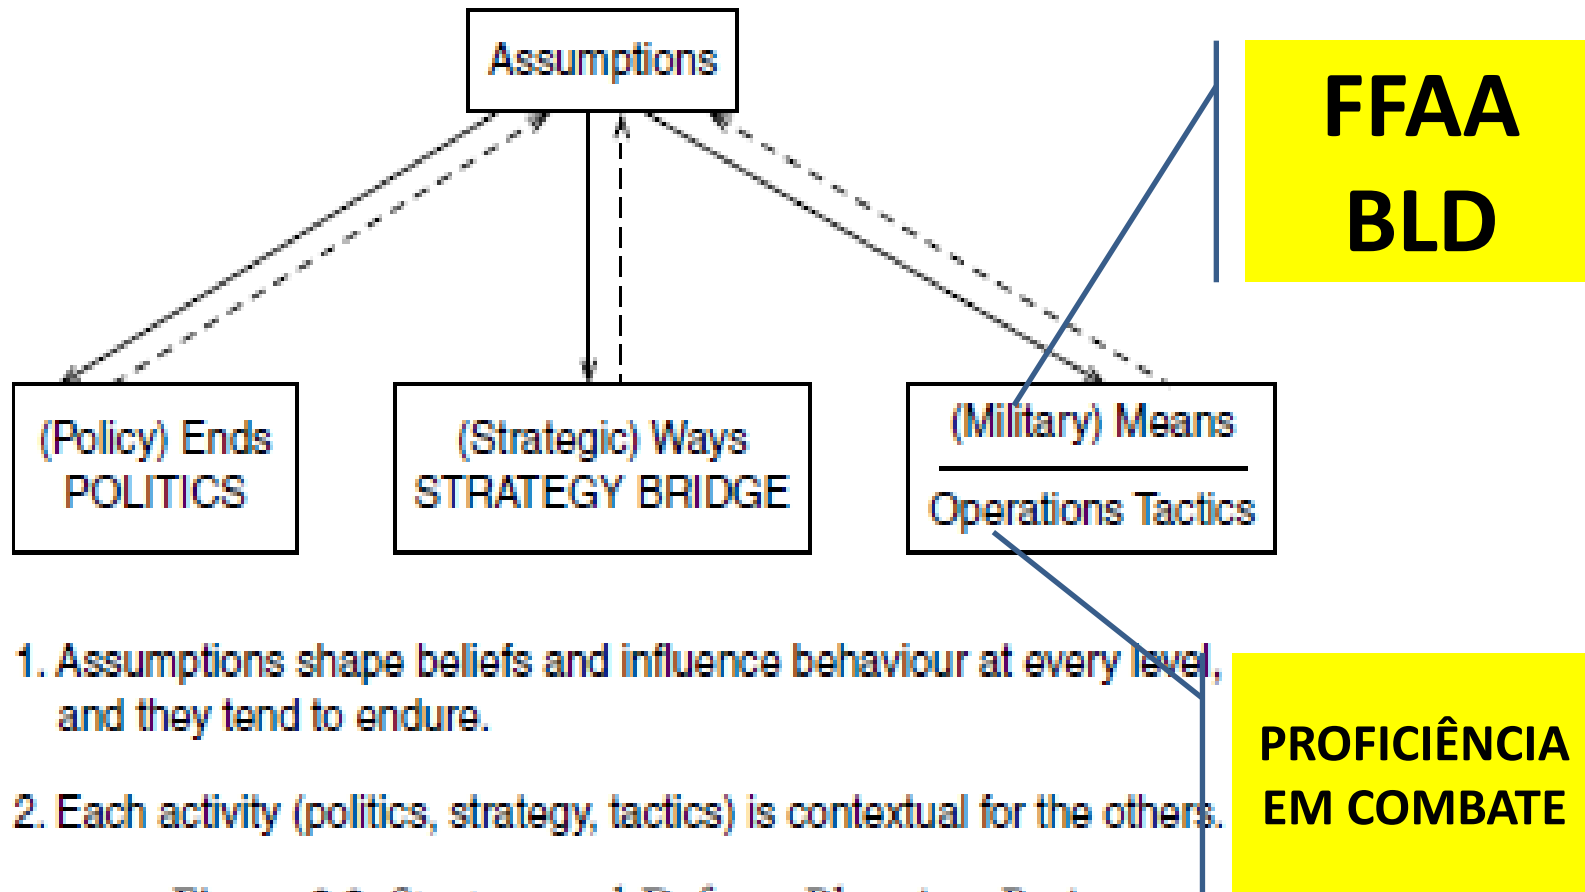 Assumptions
FFAA
BLD
(Policy) Ends
POLITICS
(Strategic) Ways
STRATEGY BRIDGE
(Military) Means
Operations Tactics
1. Assumptions shape beliefs and influence behaviour at every level,
and they tend to endure.
2. Each activity (politics, strategy, tactics) is contextual for the others.
PROFICIÊNCIA
EM COMBATE